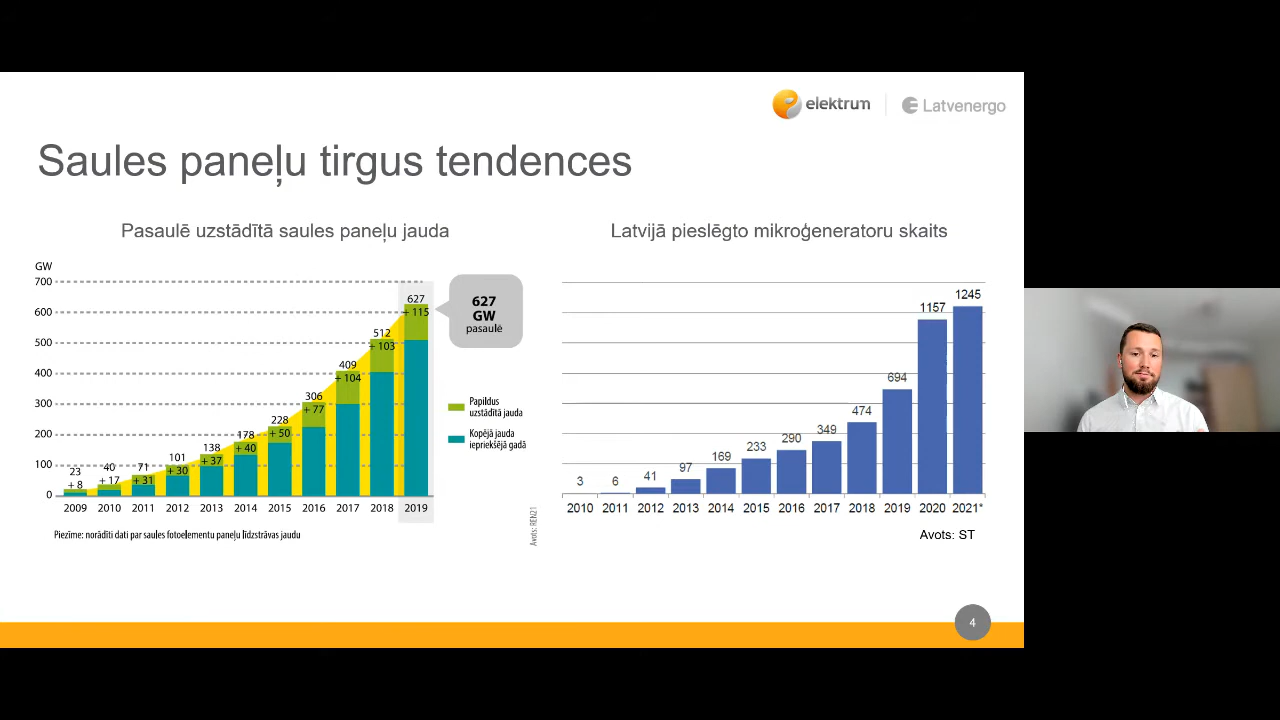 elektrum
Latvenergo
Saules paneļu tirgus tendences
Pasaulē uzstādītā saules paneļu jauda
GW
700
600
500
400
300
200
100
0
23
+ 8
40
+ 17
71
+ 31
101
+ 30
138
+ 37
178
+ 40
228
+ 50
306
+ 77
409
+ 104
512
+ 103
627
+ 115
2009 2010 2011 2012 2013 2014 2015 2016 2017 2018 2019
627
GW
pasaulē
Papildus
uzstādītā jauda
Kopējā jauda
iepriekšējā gadā
Avots: REN21
Piezīme: norādīti dati par saules fotoelementu paneļu līdzstrāvas jaudu
Latvijā pieslēgto mikroģeneratoru skaits
3 6 41 97 169 233 290 349 474 694 1157 1245
2010 2011 2012 2013 2014 2015 2016 2017 2018 2019 2020 2021*
Avots: ST
4